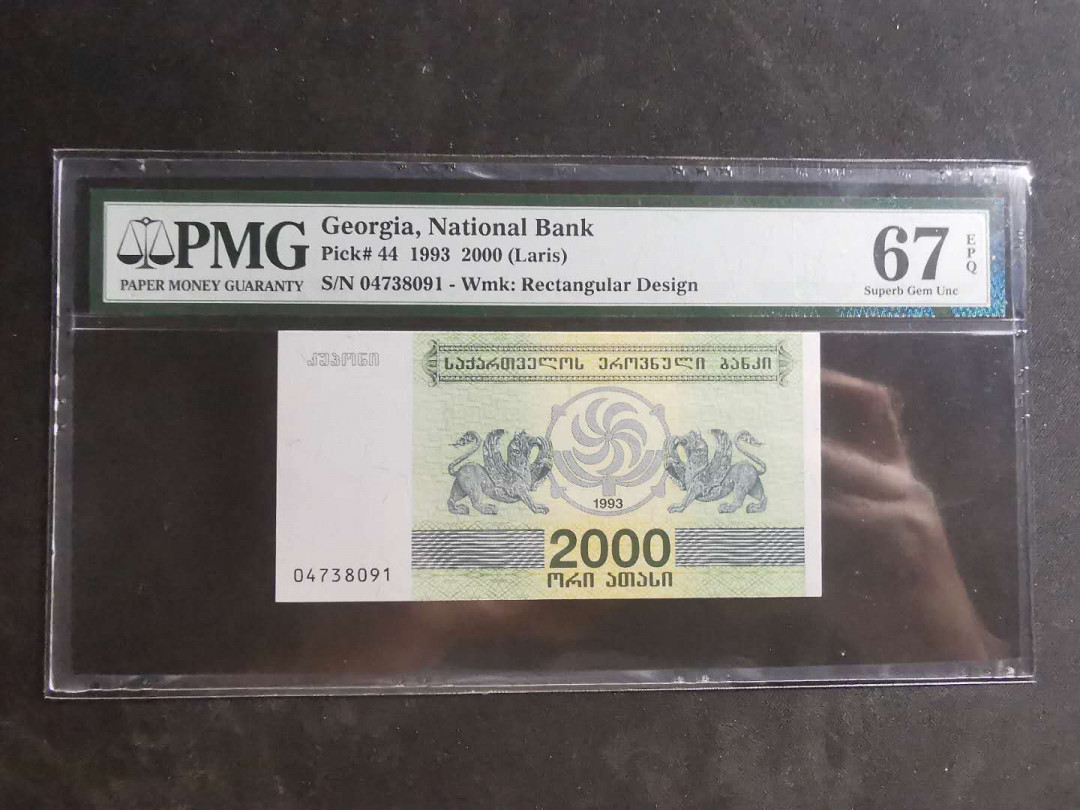 PMG
PAPER MONEY GUARANTY
Georgia, National Bank
Pick# 44 1993 2000 (Laris)
S/N 04738091 - Wmk: Rectangular Design
67
EPQ
Superb Gem Unc
კუპონი
საქართველოს ეროვნული ბანკი
1993
2000
ორი ათასი
04738091